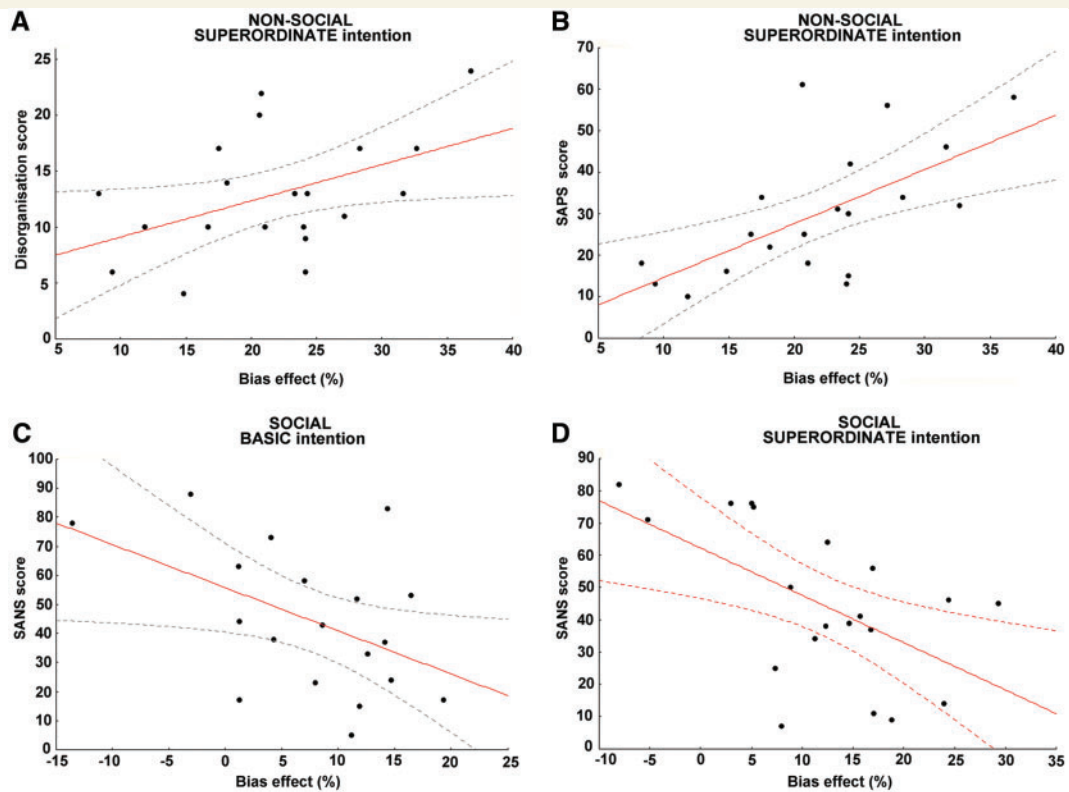 A
NON-SOCIAL
SUPERORDINATE intention
Disorganisation score
25
20
15
10
5
0
5 10 15 20 25 30 35 40
Bias effect (%)
B
NON-SOCIAL
SUPERORDINATE intention
SAPS score
70
60
50
40
30
20
10
0
5 10 15 20 25 30 35 40
Bias effect (%)
C
SOCIAL
BASIC intention
SANS score
100
90
80
70
60
50
40
30
20
10
0
-15 -10 -5 0 5 10 15 20 25
Bias effect (%)
D
SOCIAL
SUPERORDINATE intention
SANS score
90
80
70
60
50
40
30
20
10
0
-10 -5 0 5 10 15 20 25 30 35
Bias effect (%)